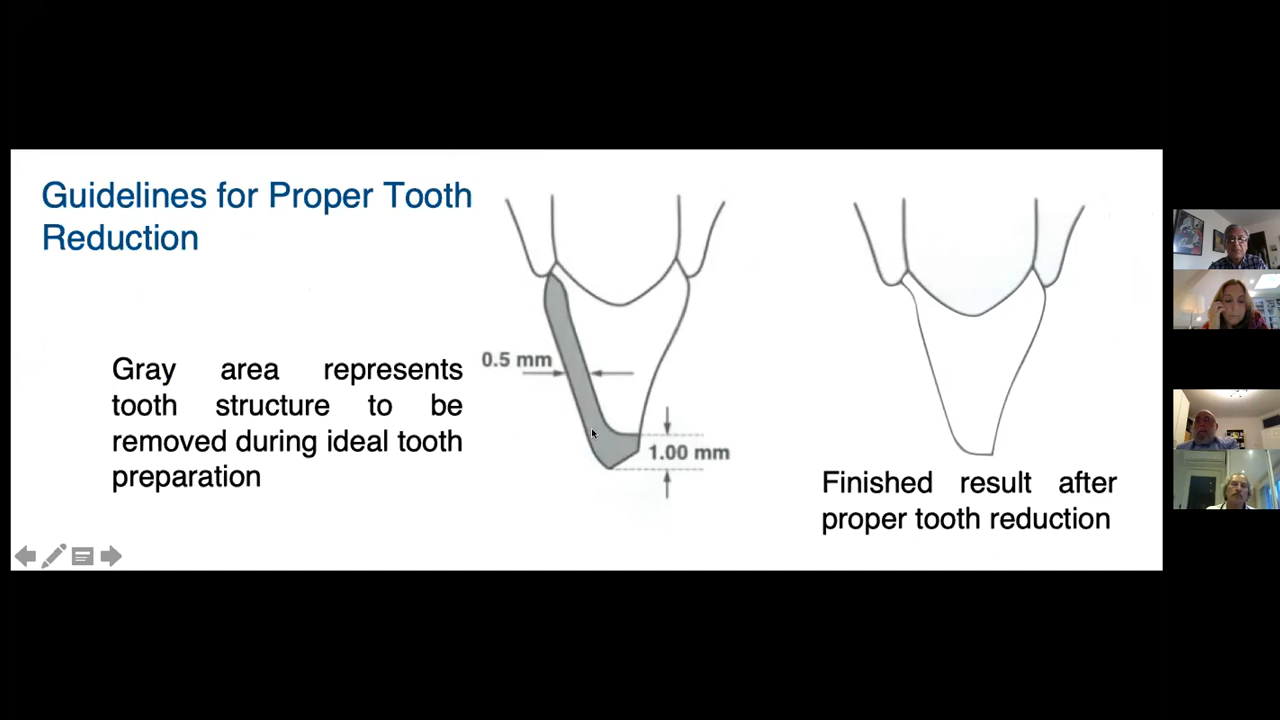 Guidelines for Proper Tooth
Reduction
Gray area represents
tooth structure to be
removed during ideal tooth
preparation
0.5 mm
1.00 mm
Finished result after
proper tooth reduction